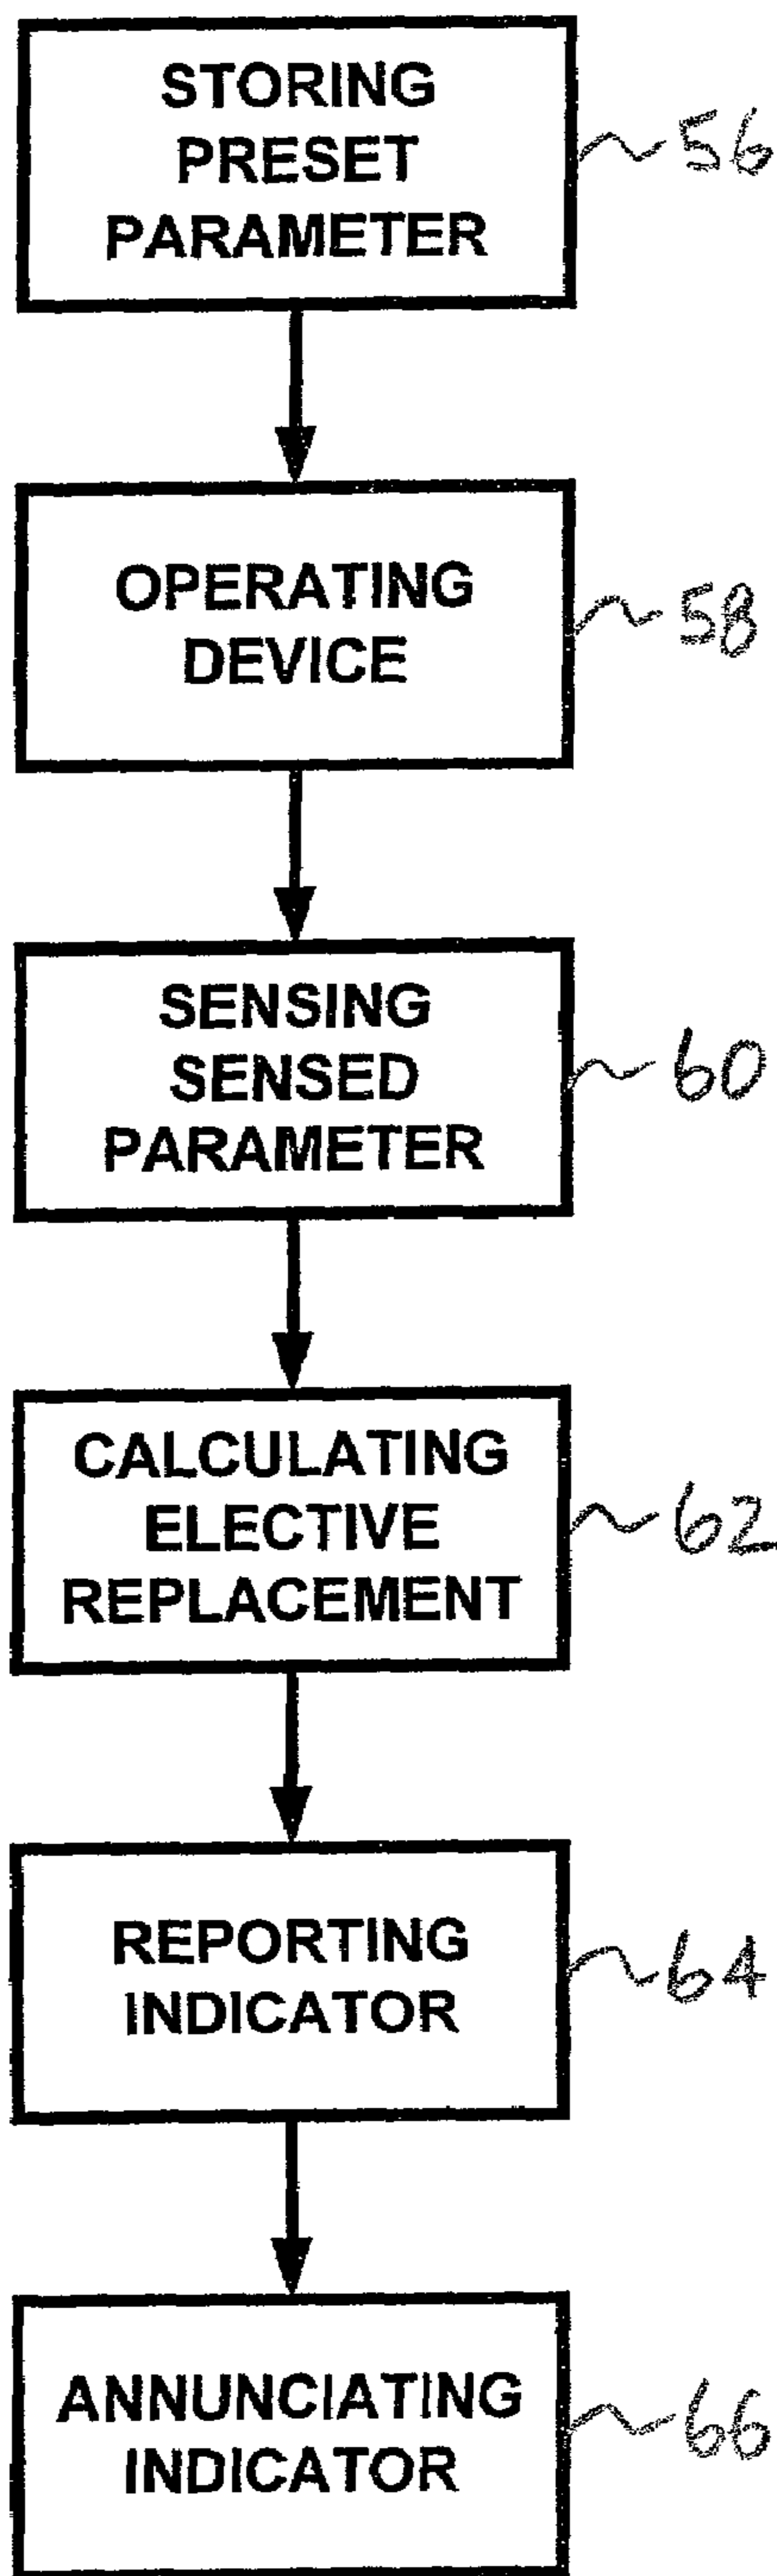 STORING
PRESET
PARAMETER
56
OPERATING
DEVICE
58
SENSING
SENSED
PARAMETER
60
CALCULATING
ELECTIVE
REPLACEMENT
62
REPORTING
INDICATOR
64
ANNUNCIATING
INDICATOR
66